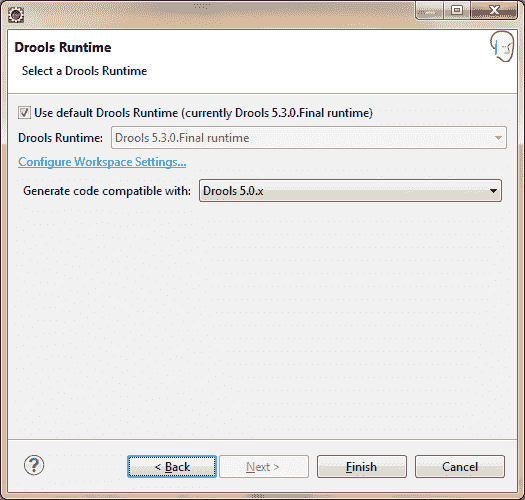 Drools Runtime
Select a Drools Runtime
Use default Drools Runtime (currently Drools 5.3.0.Final runtime)
Drools Runtime: Drools 5.3.0.Final runtime
Configure Workspace Settings...
Generate code compatible with: Drools 5.0.x
?
< Back Next > Finish Cancel